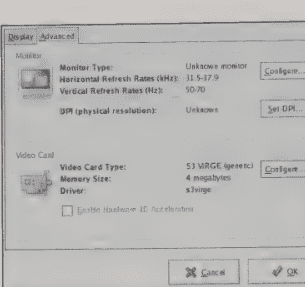 Display Advanced
Monitor
Monitor Type: Unknown monitor
Horizontal Refresh Rates (kHz): 31.5-37.9
Vertical Refresh Rates (Hz): 50-70
Configure...
DPI (physical resolution): Unknown
Set DPI...
Video Card
Video Card Type: S3 ViRGE (generic)
Memory Size: 4 megabytes
Driver: s3virge
Configure...
Enable Hardware 3D Acceleration
Cancel OK